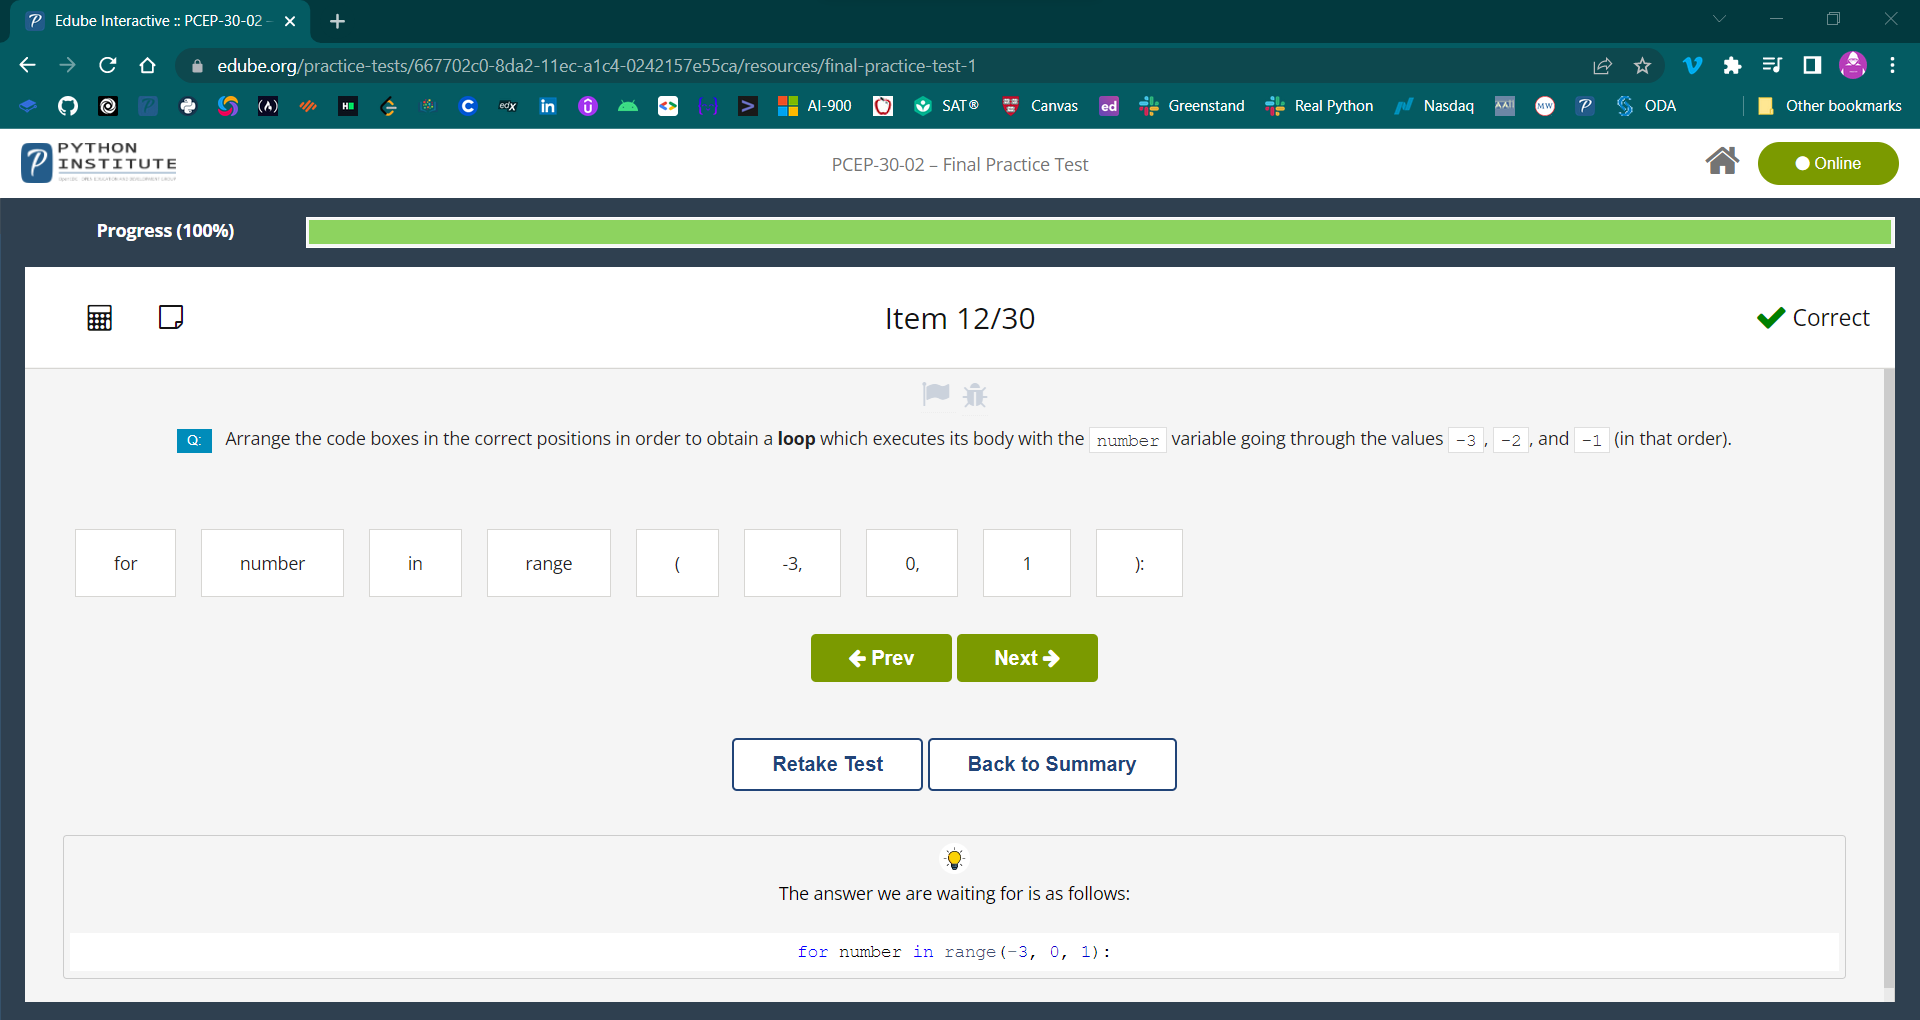 Edube Interactive :: PCEP-30-02 –
edube.org/practice-tests/667702c0-8da2-11ec-a1c4-0242157e55ca/resources/final-practice-test-1
AI-900 SAT® Canvas ed Greenstand Real Python Nasdaq ODA Other bookmarks
PYTHON
INSTITUTE
PCEP-30-02 – Final Practice Test
Online
Progress (100%)
Item 12/30
Correct
Q: Arrange the code boxes in the correct positions in order to obtain a loop which executes its body with the number variable going through the values -3 , -2 , and -1 (in that order).
for number in range ( -3, 0, 1 ):
Prev Next
Retake Test Back to Summary
The answer we are waiting for is as follows:
for number in range(-3, 0, 1):